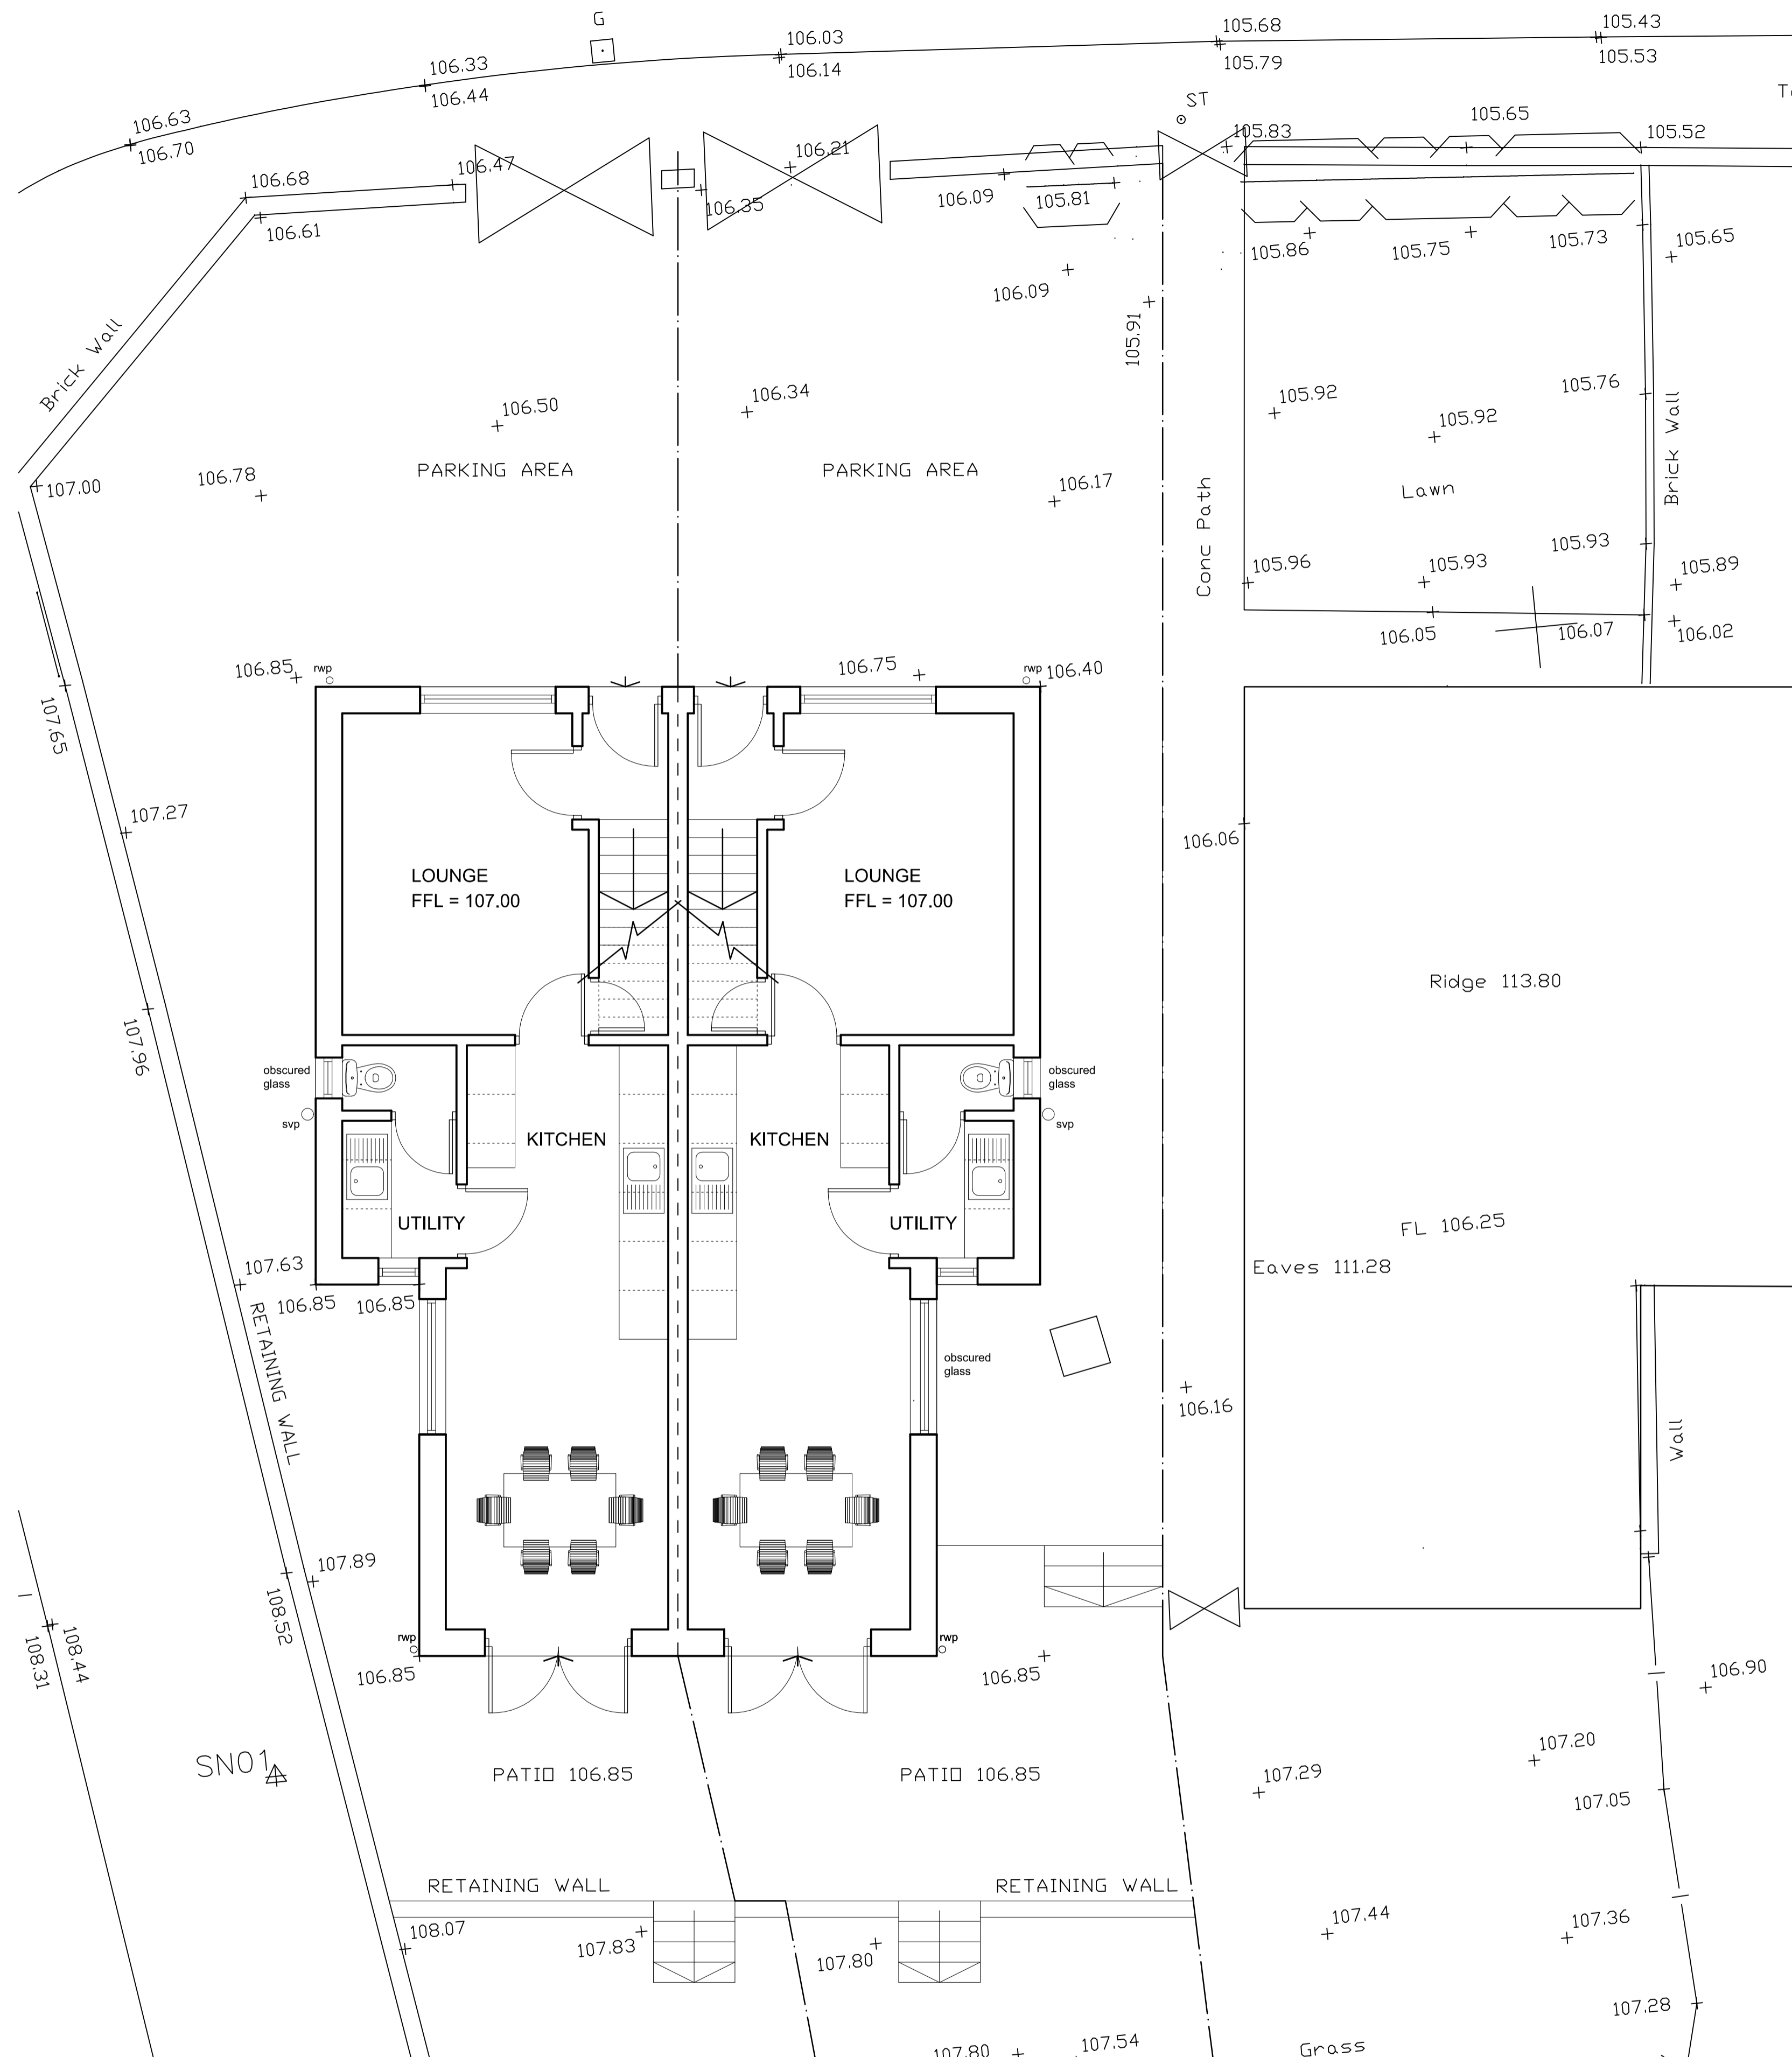 G
106.03
105.68
105.43
106.33
106.14
105.79
105.53
106.44
106.63
ST
105.65
106.70
105.83
105.52
106.47
106.21
106.68
106.09
105.81
106.35
106.61
105.86
105.75
105.73
105.65
106.09
105.91
Brick Wall
105.76
106.50
106.34
105.92
105.92
Brick Wall
PARKING AREA
PARKING AREA
106.78
107.00
106.17
Lawn
Conc Path
105.93
105.96
105.93
105.89
106.05
106.07
106.02
106.85
rwp
106.75
rwp
106.40
107.65
107.27
106.06
LOUNGE
FFL = 107.00
LOUNGE
FFL = 107.00
Ridge 113.80
107.96
obscured
glass
obscured
glass
svp
svp
KITCHEN
KITCHEN
UTILITY
UTILITY
FL 106.25
Eaves 111.28
107.63
106.85
106.85
RETAINING WALL
obscured
glass
106.16
Wall
107.89
108.52
108.44
108.31
rwp
rwp
106.85
106.85
106.90
SN01
PATIO 106.85
PATIO 106.85
107.20
107.29
107.05
RETAINING WALL
RETAINING WALL
108.07
107.83
107.80
107.44
107.36
107.28
107.80
107.54
Grass